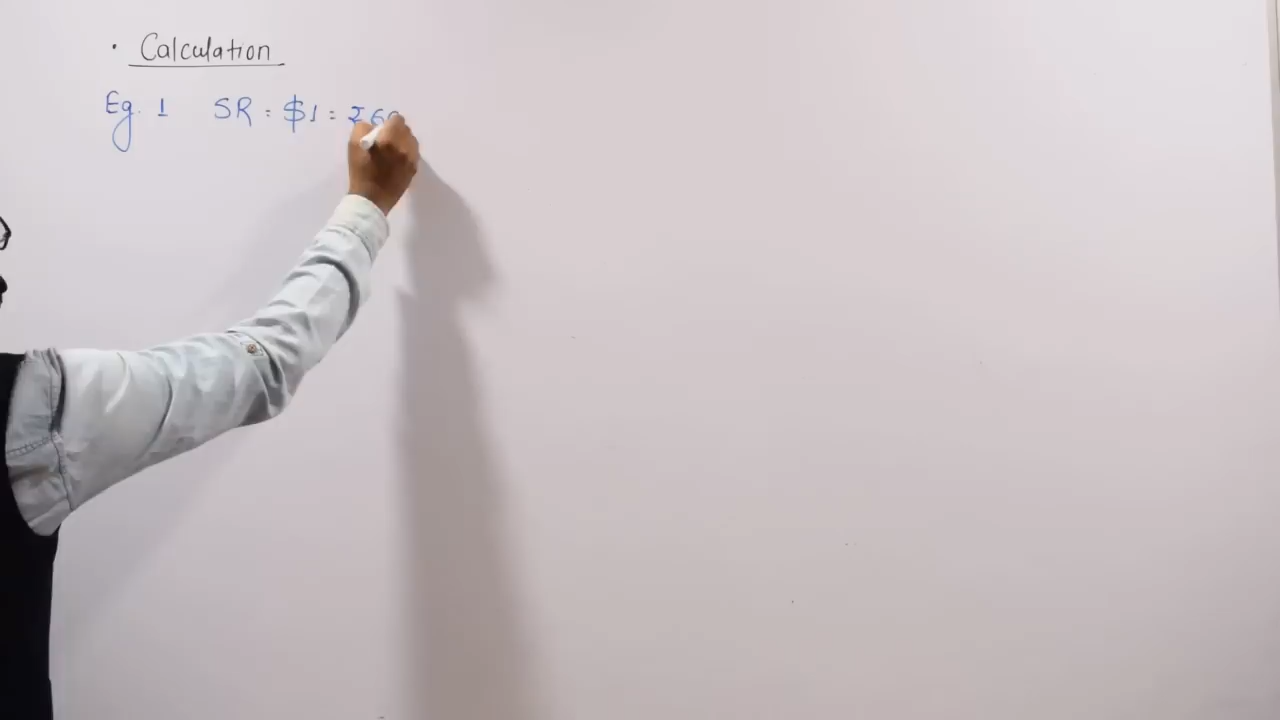 • Calculation
Eg. 1 SR = $1 = ₹60